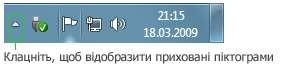 21:15
18.03.2009
Клацніть, щоб відобразити приховані піктограми